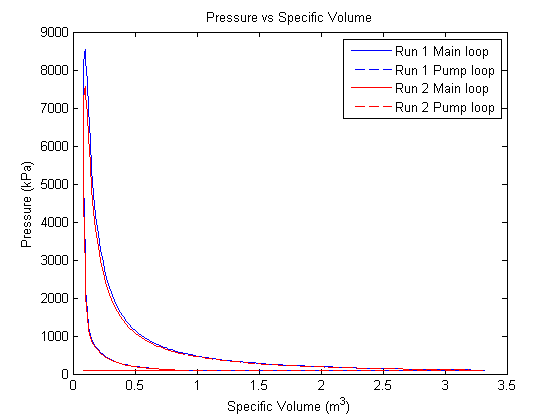 Pressure vs Specific Volume
9000
8000
7000
6000
5000
4000
3000
2000
1000
0
Pressure (kPa)
Run 1 Main loop
Run 1 Pump loop
Run 2 Main loop
Run 2 Pump loop
0 0.5 1 1.5 2 2.5 3 3.5
Specific Volume (m³)